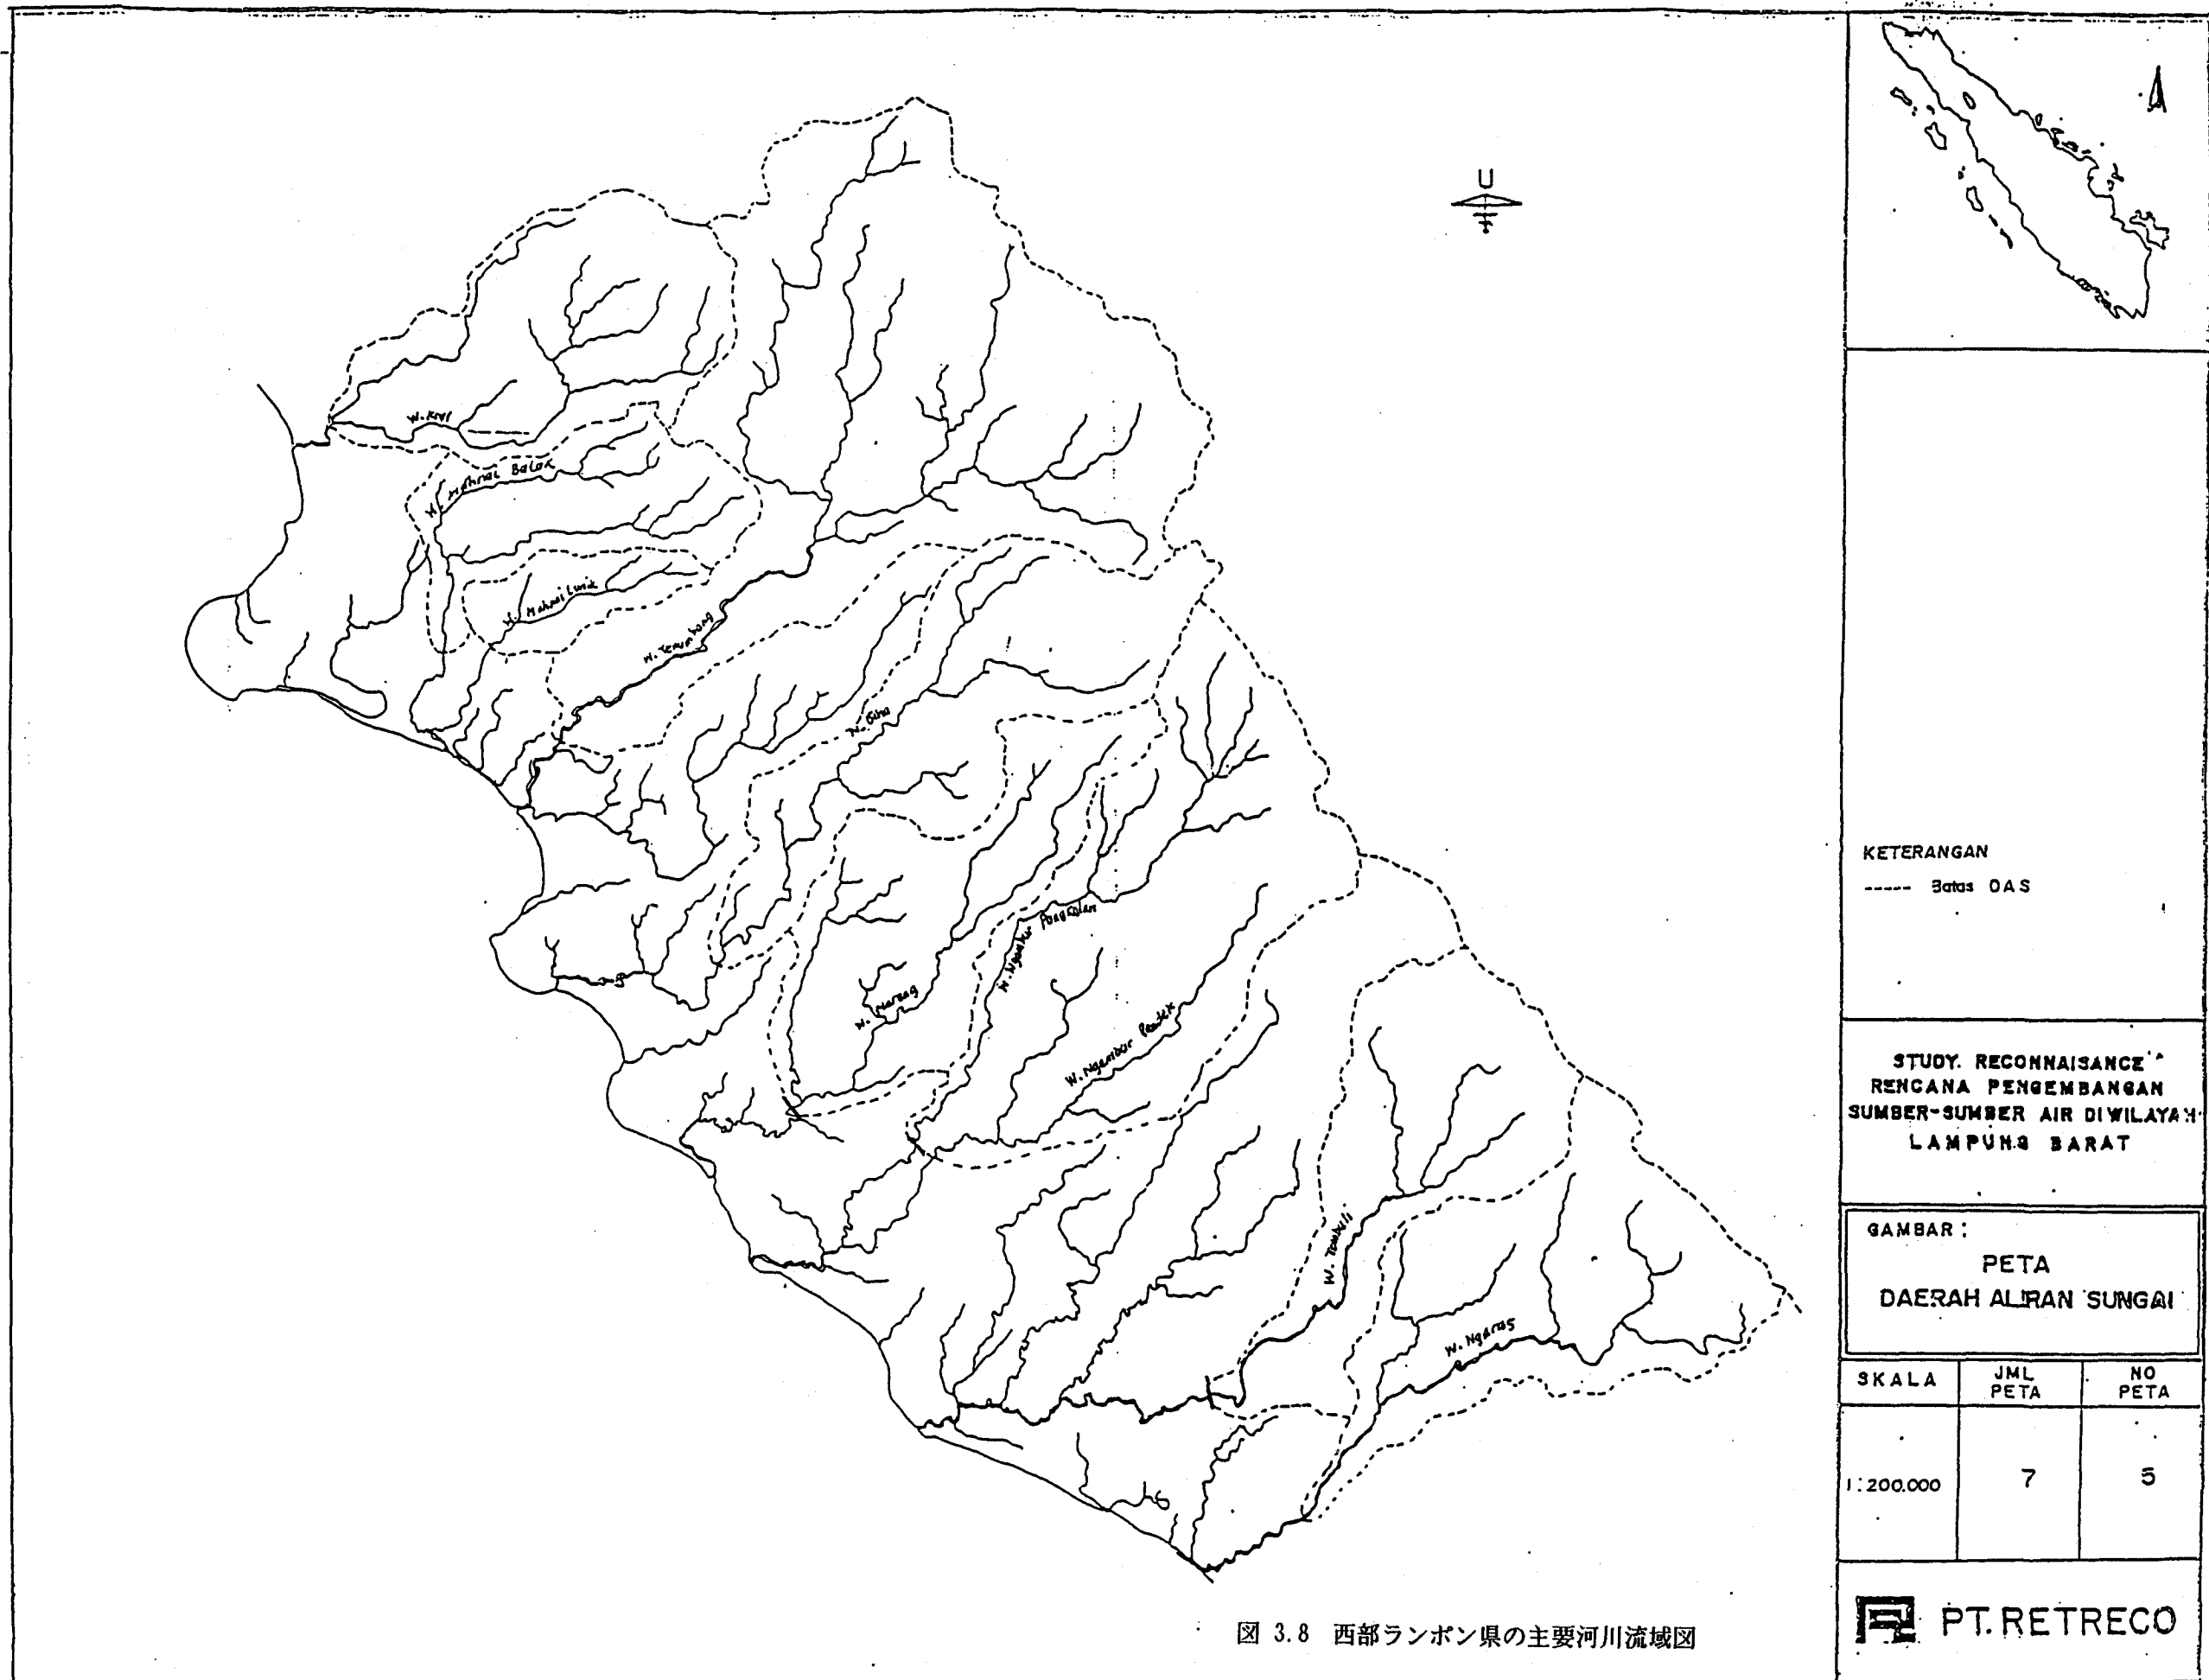 U
W. Krui
W. Mahnai Balak
W. Mahnai Lunik
W. Tenumbang
W. Biha
W. Marang
W. Ngambur Pangkalan
W. Ngambur Pendek
W. Tembuli
W. Ngaras
KETERANGAN
----- Batas DAS
STUDY. RECONNAISANCE
RENCANA PENGEMBANGAN
SUMBER-SUMBER AIR DI WILAYAH
LAMPUNG BARAT
GAMBAR :
PETA
DAERAH ALIRAN SUNGAI
SKALA
JML
PETA
NO
PETA
1:200.000
7
5
PT. RETRECO
図 3.8 西部ランポン県の主要河川流域図